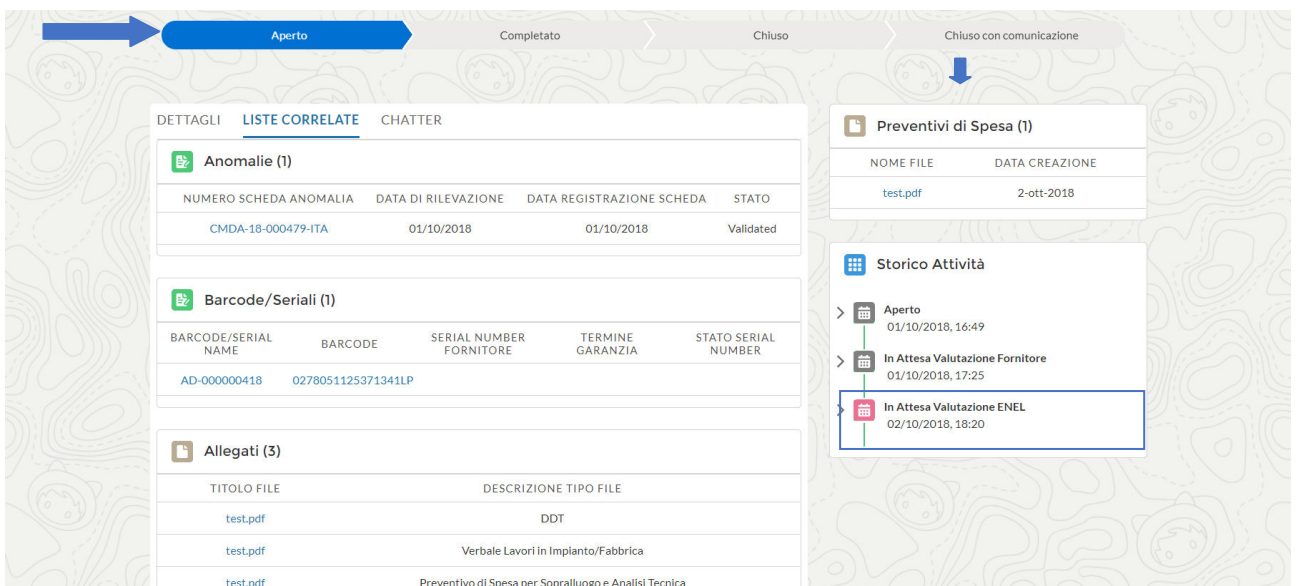 Aperto
Completato
Chiuso
Chiuso con comunicazione
DETTAGLI LISTE CORRELATE CHATTER
Anomalie (1)
NUMERO SCHEDA ANOMALIA DATA DI RILEVAZIONE DATA REGISTRAZIONE SCHEDA STATO
CMDA-18-000479-ITA 01/10/2018 01/10/2018 Validated
Barcode/Seriali (1)
BARCODE/SERIAL NAME BARCODE SERIAL NUMBER FORNITORE TERMINE GARANZIA STATO SERIAL NUMBER
AD-000000418 0278051125371341LP
Allegati (3)
TITOLO FILE DESCRIZIONE TIPO FILE
test.pdf DDT
test.pdf Verbale Lavori in Impianto/Fabbrica
test.pdf Preventivo di Spesa per Sopralluogo e Analisi Tecnica
Preventivi di Spesa (1)
NOME FILE DATA CREAZIONE
test.pdf 2-ott-2018
Storico Attività
Aperto
01/10/2018, 16:49
In Attesa Valutazione Fornitore
01/10/2018, 17:25
In Attesa Valutazione ENEL
02/10/2018, 18:20